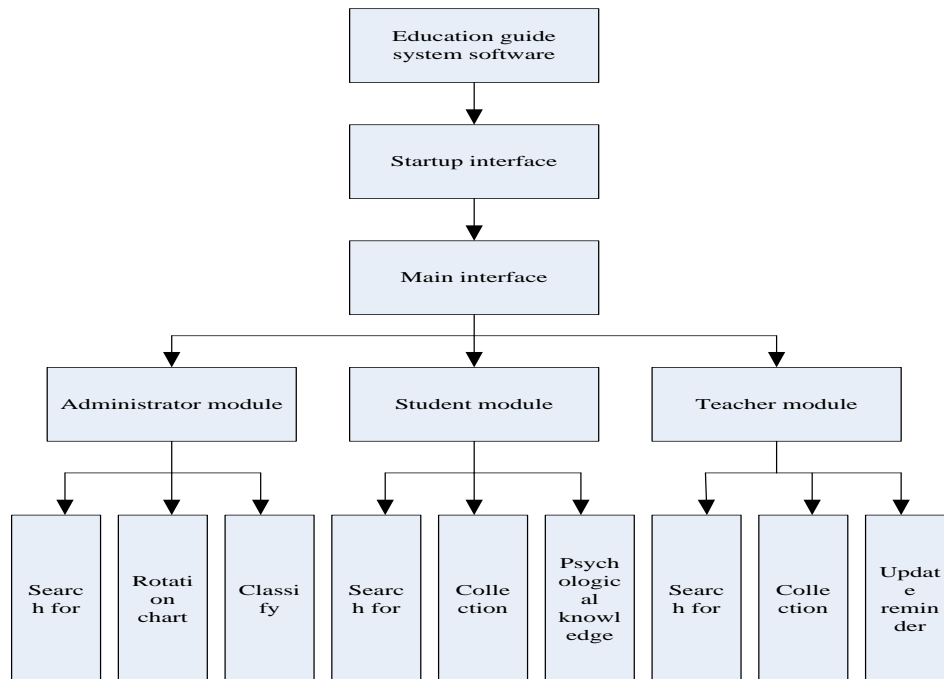 Education guide
system software
Startup interface
Main interface
Administrator module
Student module
Teacher module
Searc
h for
Rotati
on
chart
Classi
fy
Searc
h for
Colle
ction
Psych
ologic
al
knowl
edge
Searc
h for
Colle
ction
Updat
e
remin
der